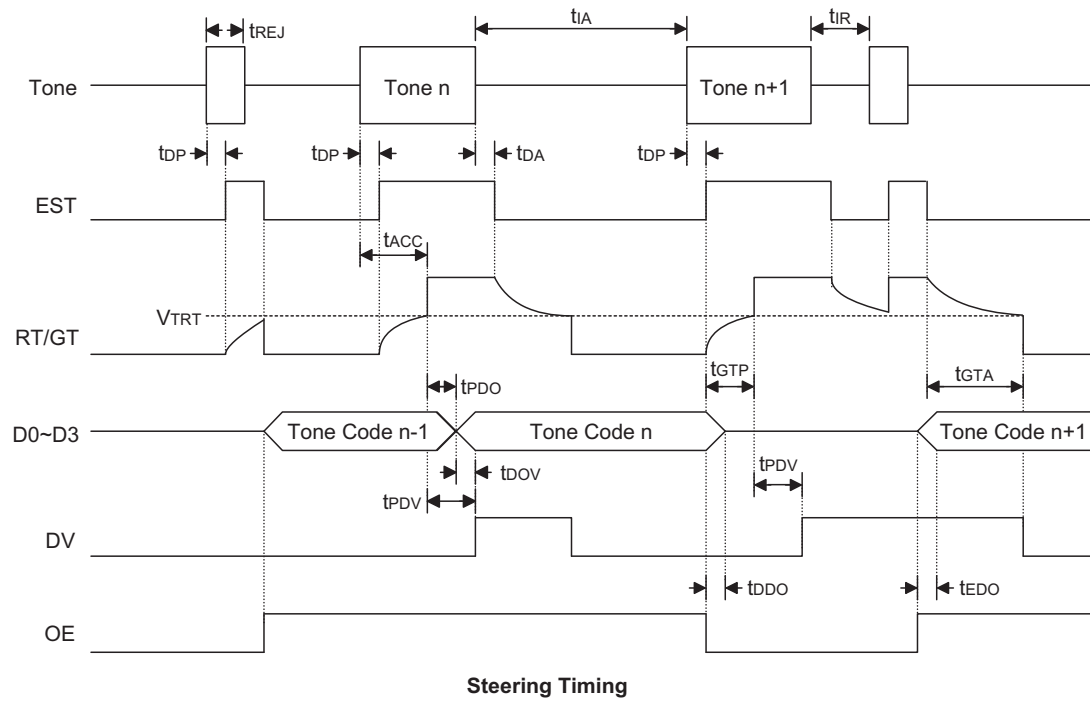 tIA
tIR
tREJ
Tone
Tone n
Tone n+1
tDP
tDP
tDA
tDP
EST
tACC
VTRT
RT/GT
tPDO
tGTP
tGTA
D0~D3
Tone Code n-1
Tone Code n
Tone Code n+1
tDOV
tPDV
tPDV
DV
tDDO
tEDO
OE
Steering Timing